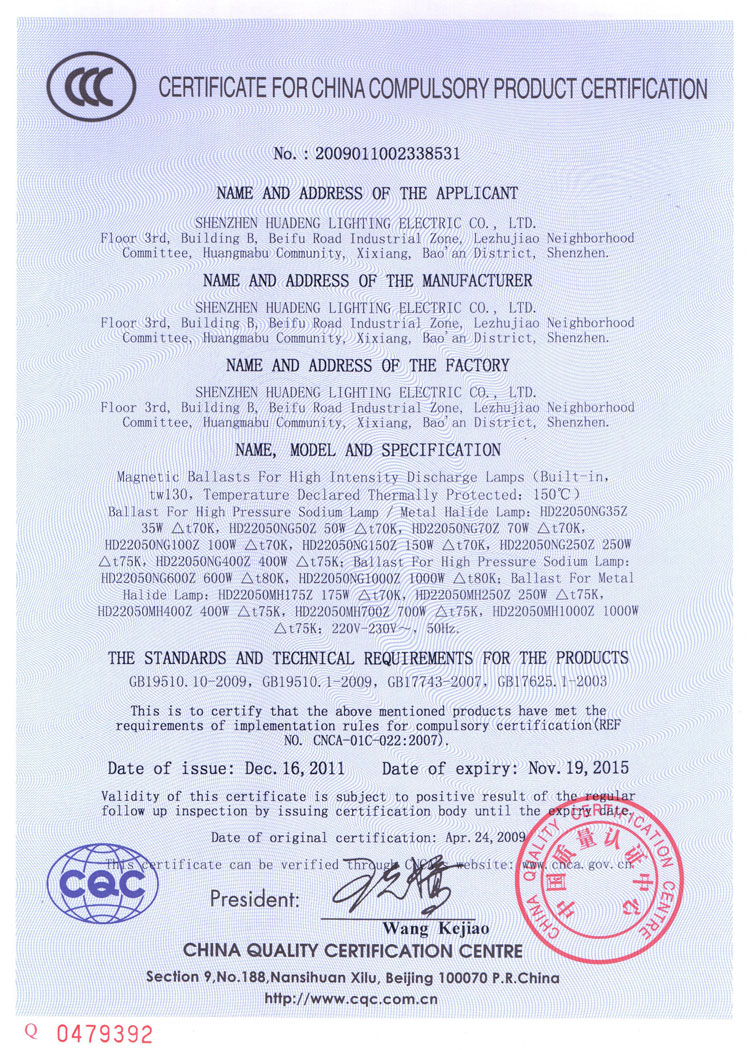 CCC
CERTIFICATE FOR CHINA COMPULSORY PRODUCT CERTIFICATION
No. : 2009011002338531
NAME AND ADDRESS OF THE APPLICANT
SHENZHEN HUADENG LIGHTING ELECTRIC CO., LTD.
Floor 3rd, Building B, Beifu Road Industrial Zone, Lezhujiao Neighborhood
Committee, Huangmabu Community, Xixiang, Bao'an District, Shenzhen.
NAME AND ADDRESS OF THE MANUFACTURER
SHENZHEN HUADENG LIGHTING ELECTRIC CO., LTD.
Floor 3rd, Building B, Beifu Road Industrial Zone, Lezhujiao Neighborhood
Committee, Huangmabu Community, Xixiang, Bao'an District, Shenzhen.
NAME AND ADDRESS OF THE FACTORY
SHENZHEN HUADENG LIGHTING ELECTRIC CO., LTD.
Floor 3rd, Building B, Beifu Road Industrial Zone, Lezhujiao Neighborhood
Committee, Huangmabu Community, Xixiang, Bao'an District, Shenzhen.
NAME, MODEL AND SPECIFICATION
Magnetic Ballasts For High Intensity Discharge Lamps (Built-in,
tw130, Temperature Declared Thermally Protected: 150℃)
Ballast For High Pressure Sodium Lamp / Metal Halide Lamp: HD22050NG35Z
35W △t70K, HD22050NG50Z 50W △t70K, HD22050NG70Z 70W △t70K,
HD22050NG100Z 100W △t70K, HD22050NG150Z 150W △t70K, HD22050NG250Z 250W
△t75K, HD22050NG400Z 400W △t75K; Ballast For High Pressure Sodium Lamp:
HD22050NG600Z 600W △t80K, HD22050NG1000Z 1000W △t80K; Ballast For Metal
Halide Lamp: HD22050MH175Z 175W △t70K, HD22050MH250Z 250W △t75K,
HD22050MH400Z 400W △t75K, HD22050MH700Z 700W △t75K, HD22050MH1000Z 1000W
△t75K; 220V-230V～, 50Hz.
THE STANDARDS AND TECHNICAL REQUIREMENTS FOR THE PRODUCTS
GB19510.10-2009, GB19510.1-2009, GB17743-2007, GB17625.1-2003
This is to certify that the above mentioned products have met the
requirements of implementation rules for compulsory certification(REF
NO. CNCA-01C-022:2007).
Date of issue: Dec. 16, 2011 Date of expiry: Nov. 19, 2015
Validity of this certificate is subject to positive result of the regular
follow up inspection by issuing certification body until the expiry date.
Date of original certification: Apr. 24, 2009
This certificate can be verified through CNCA's website: www.cnca.gov.cn
CQC
President:
Wang Kejiao
CHINA QUALITY CERTIFICATION CENTRE
中国质量认证中心
CHINA QUALITY CERTIFICATION CENTRE
Section 9,No.188,Nansihuan Xilu, Beijing 100070 P.R.China
http://www.cqc.com.cn
Q 0479392